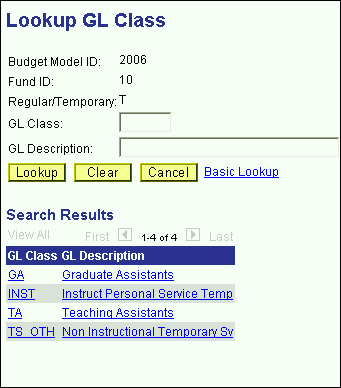 Lookup GL Class
Budget Model ID: 2006
Fund ID: 10
Regular/Temporary: T
GL Class:
GL Description:
Lookup Clear Cancel Basic Lookup
Search Results
View All First 1-4 of 4 Last
GL Class GL Description
GA Graduate Assistants
INST Instruct Personal Service Temp
TA Teaching Assistants
TS_OTH Non Instructional Temporary Sv